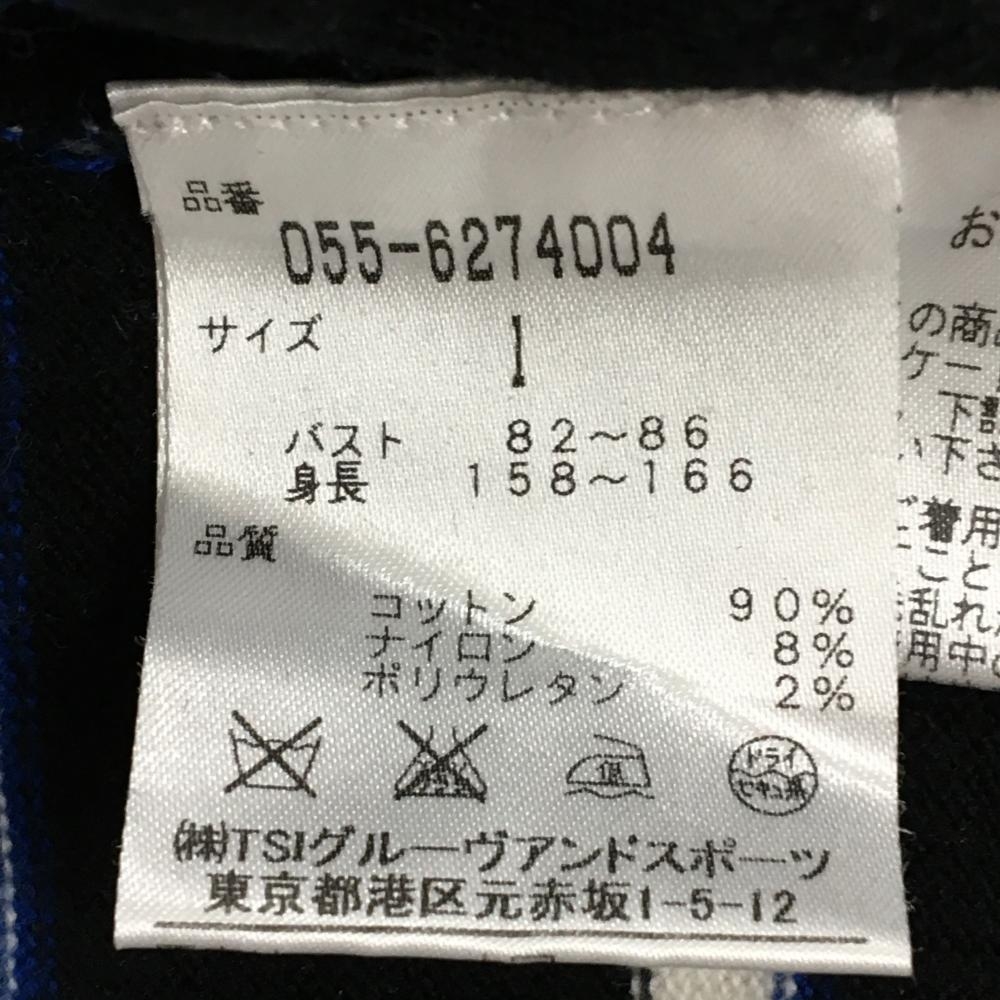 品番
055-6274004
サイズ 1
バスト 82～86
身長 158～166
品質
コットン 90%
ナイロン 8%
ポリウレタン 2%
低
ドライ
セキユ系
(株)TSIグルーヴアンドスポーツ
東京都港区元赤坂1-5-12
お
の商
ケー
下
い下さ
着用
こと
乱れ
用中